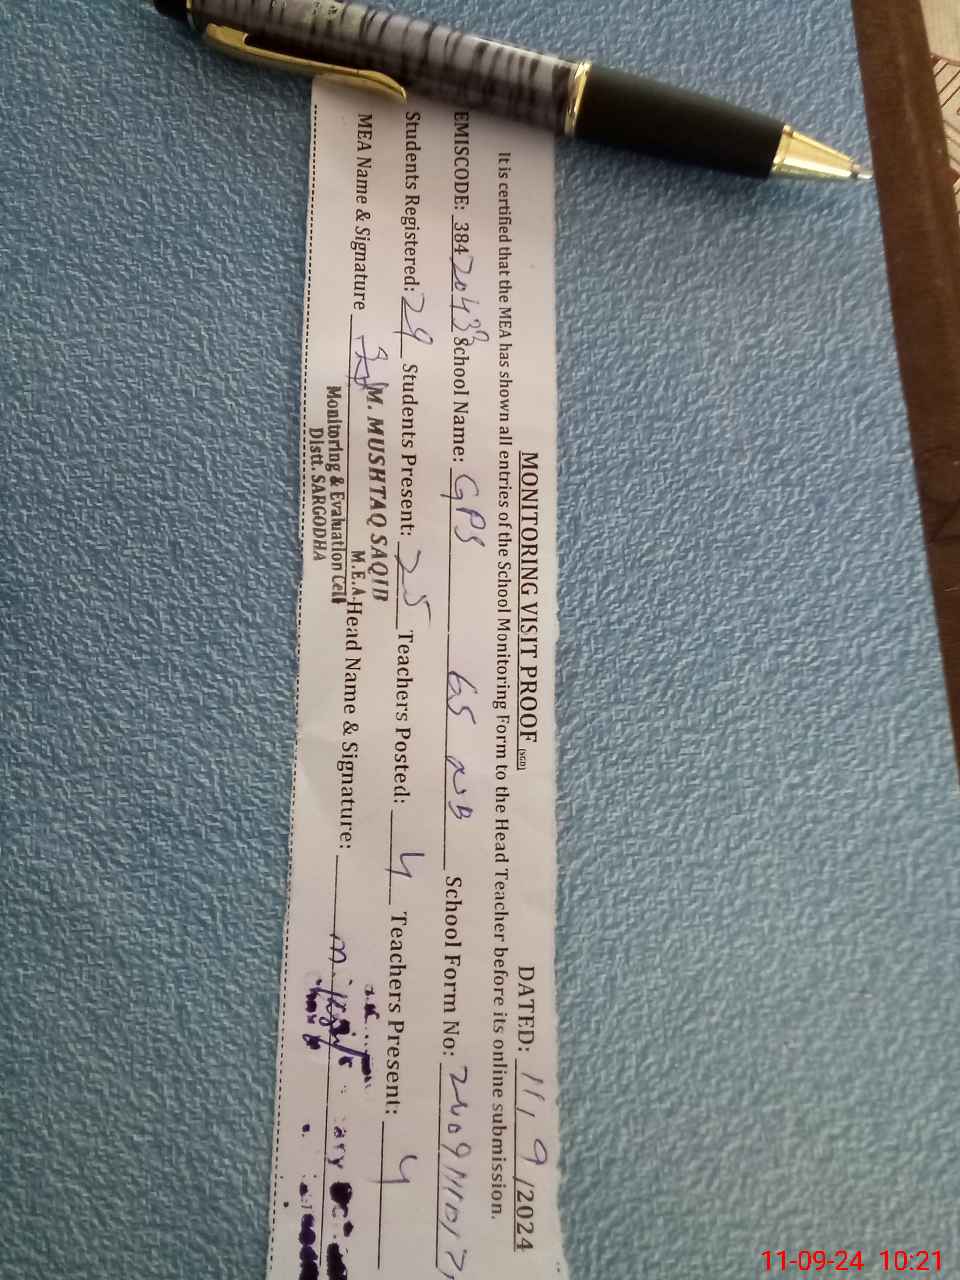 MONITORING VISIT PROOF (SGD) DATED: 11/9/2024
It is certified that the MEA has shown all entries of the School Monitoring Form to the Head Teacher before its online submission.
EMISCODE: 384 School Name: GPS 65 NB School Form No:
Students Registered: 29 Students Present: 25 Teachers Posted: 4 Teachers Present: 4
MEA Name & Signature M. MUSHTAQ SAQIB Head Name & Signature:
M.E.A
Monitoring & Evaluation Cell
Distt. SARGODHA
11-09-24 10:21